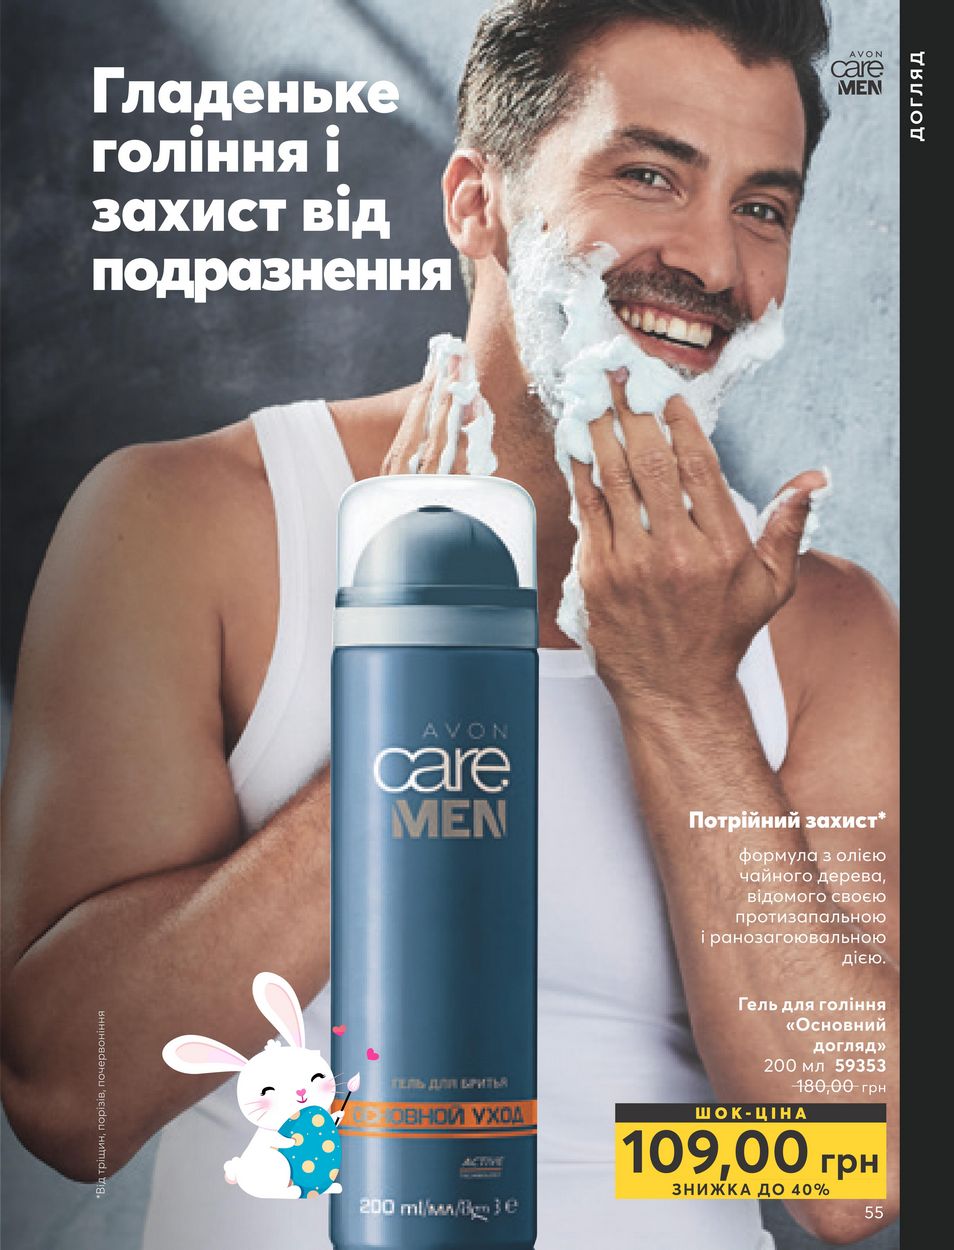 Гладеньке
гоління і
захист від
подразнення
AVON
care
MEN
ДОГЛЯД
AVON
care
MEN
ГЕЛЬ ДЛЯ БРИТЬЯ
ОСНОВНОЙ УХОД
ACTIVE
200 ml/мл/
Потрійний захист*
формула з олією
чайного дерева,
відомого своєю
протизапальною
і ранозагоювальною
дією.
Гель для гоління
«Основний
догляд»
200 мл 59353
180,00 грн
ШОК-ЦІНА
109,00 грн
ЗНИЖКА ДО 40%
55
*Від тріщин, порізів, почервоніння